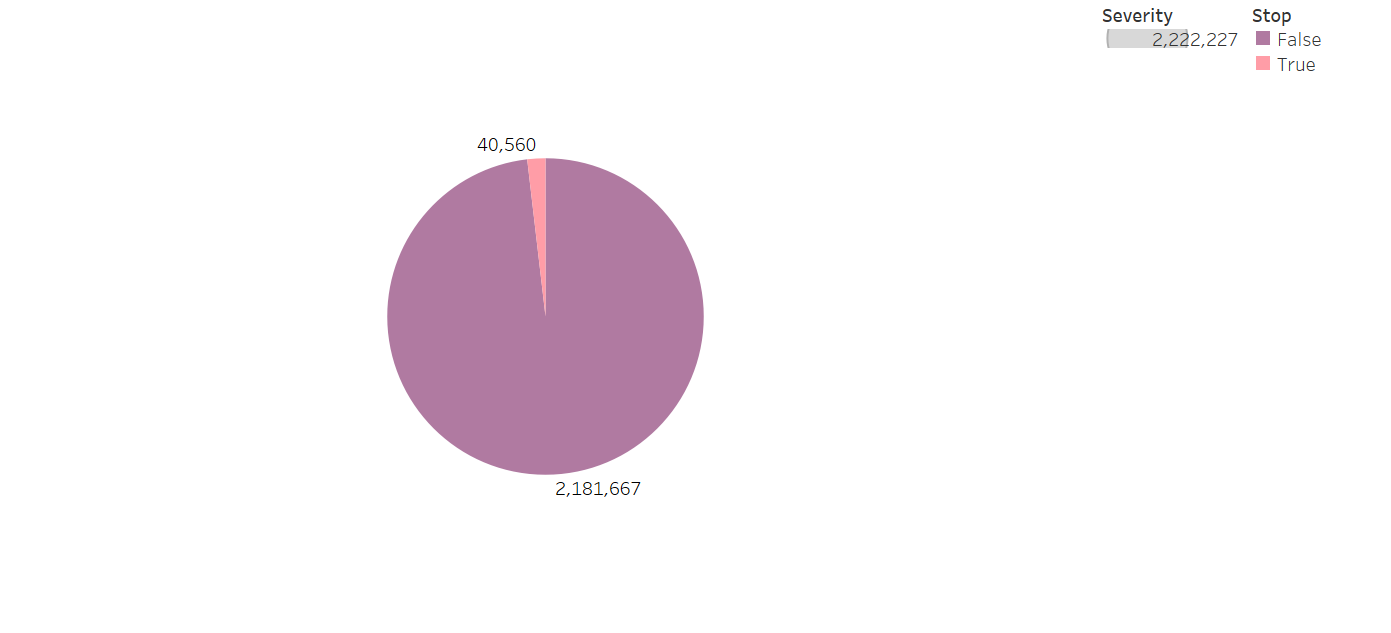 Severity
2,222,227
Stop
False
True
40,560
2,181,667